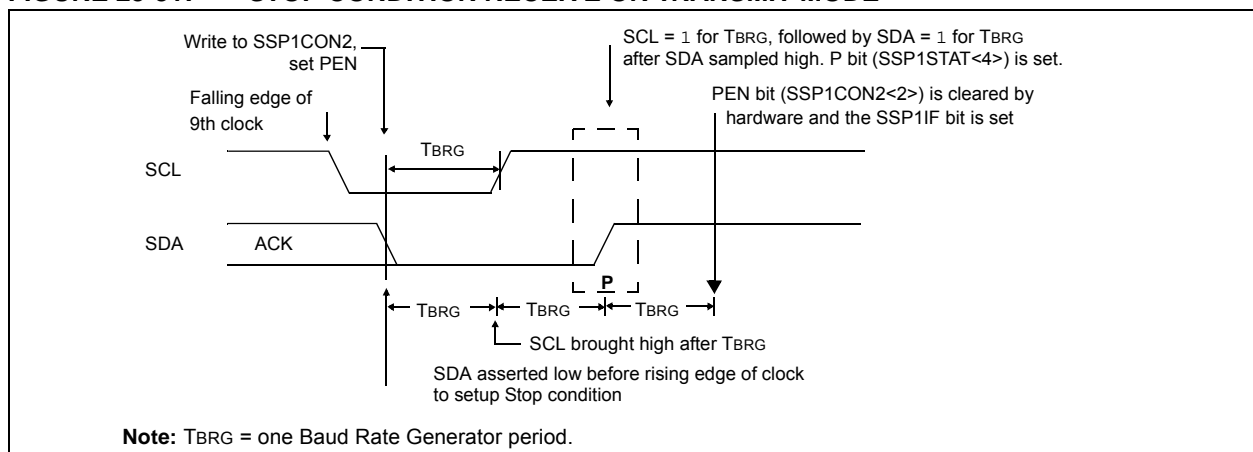 Write to SSP1CON2,
set PEN
SCL = 1 for TBRG, followed by SDA = 1 for TBRG
after SDA sampled high. P bit (SSP1STAT<4>) is set.
Falling edge of
9th clock
PEN bit (SSP1CON2<2>) is cleared by
hardware and the SSP1IF bit is set
TBRG
SCL
SDA
ACK
P
TBRG
TBRG
TBRG
SCL brought high after TBRG
SDA asserted low before rising edge of clock
to setup Stop condition
Note: TBRG = one Baud Rate Generator period.